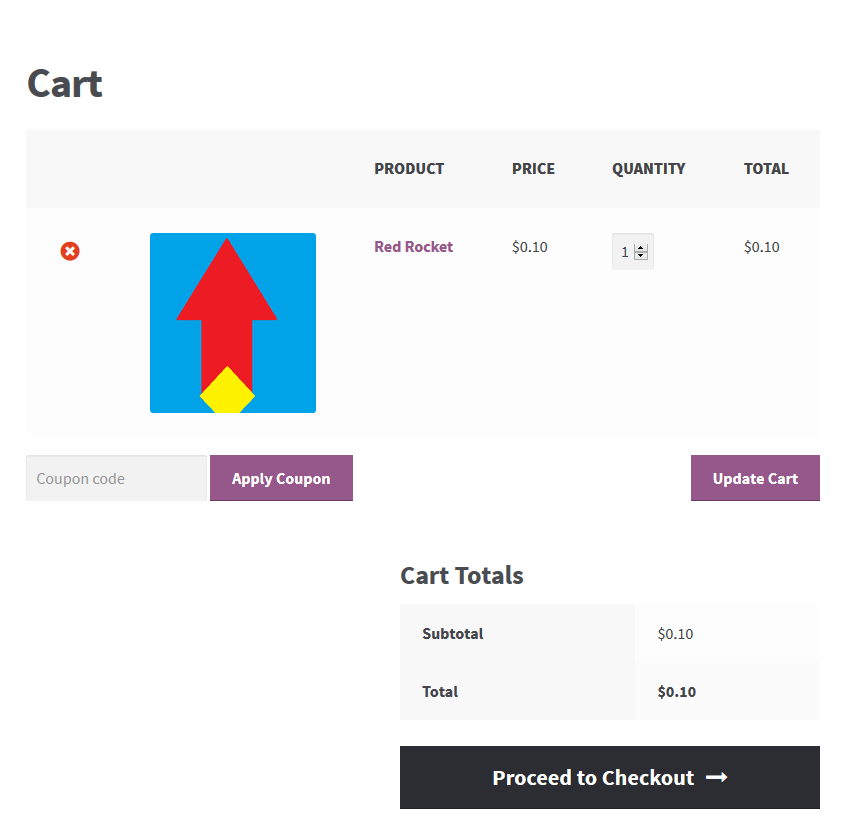 Cart
PRODUCT PRICE QUANTITY TOTAL
Red Rocket $0.10 1 $0.10
Coupon code Apply Coupon Update Cart
Cart Totals
Subtotal $0.10
Total $0.10
Proceed to Checkout →